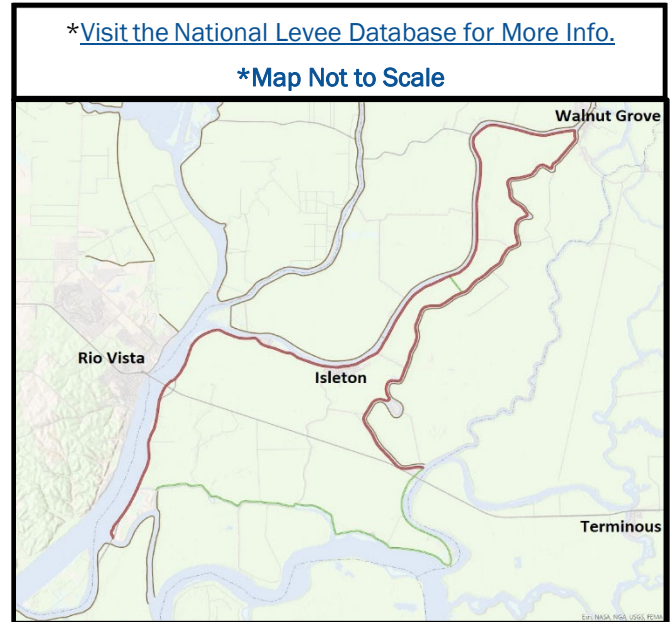 *Visit the National Levee Database for More Info.
*Map Not to Scale
Walnut Grove
Rio Vista
Isleton
Terminous
Esri, NASA, NGA, USGS, FEMA